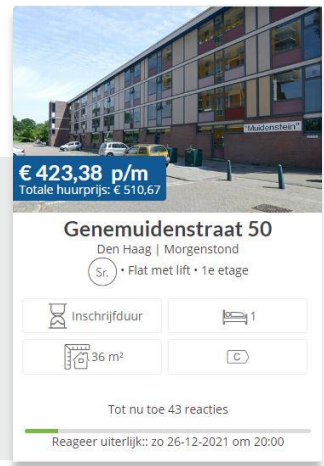 "Muidenstein"
€ 423,38 p/m
Totale huurprijs: € 510,67
Genemuidenstraat 50
Den Haag | Morgenstond
Sr. • Flat met lift • 1e etage
Inschrijfduur
1
36 m²
C
Tot nu toe 43 reacties
Reageer uiterlijk:: zo 26-12-2021 om 20:00